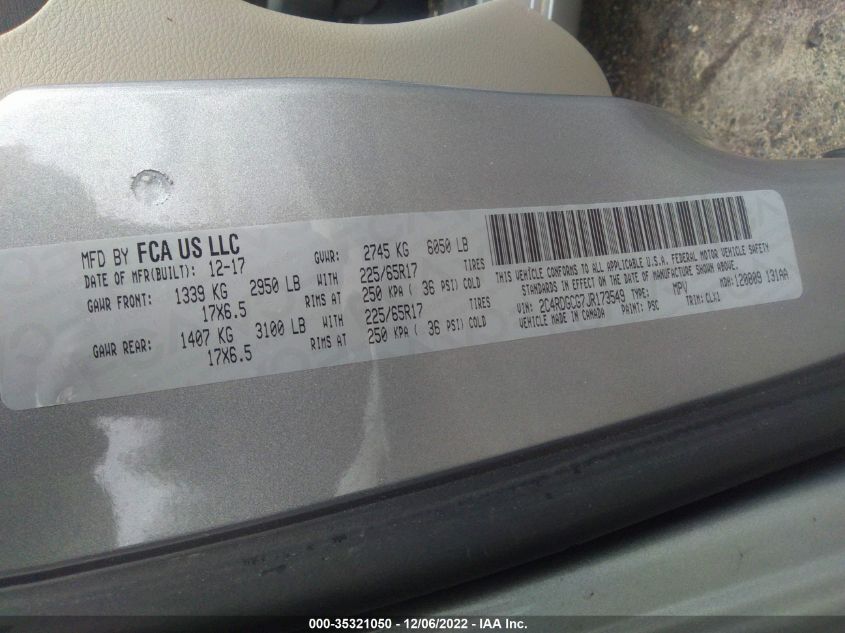 MFD BY FCA US LLC
DATE OF MFR(BUILT): 12-17 GVWR: 2745 KG 6050 LB
GAWR FRONT: 1339 KG 2950 LB WITH 225/65R17 TIRES
17X6.5 RIMS AT 250 KPA ( 36 PSI) COLD
GAWR REAR: 1407 KG 3100 LB WITH 225/65R17 TIRES
17X6.5 RIMS AT 250 KPA ( 36 PSI) COLD
THIS VEHICLE CONFORMS TO ALL APPLICABLE U.S.A. FEDERAL MOTOR VEHICLE SAFETY
STANDARDS IN EFFECT ON THE DATE OF MANUFACTURE SHOWN ABOVE.
VIN: 2C4RDGCG7JR173549 TYPE: MPV MDH: 120809 131AA
VEHICLE MADE IN CANADA PAINT: PSC TRIM: CLX1
000-35321050 - 12/06/2022 - IAA Inc.